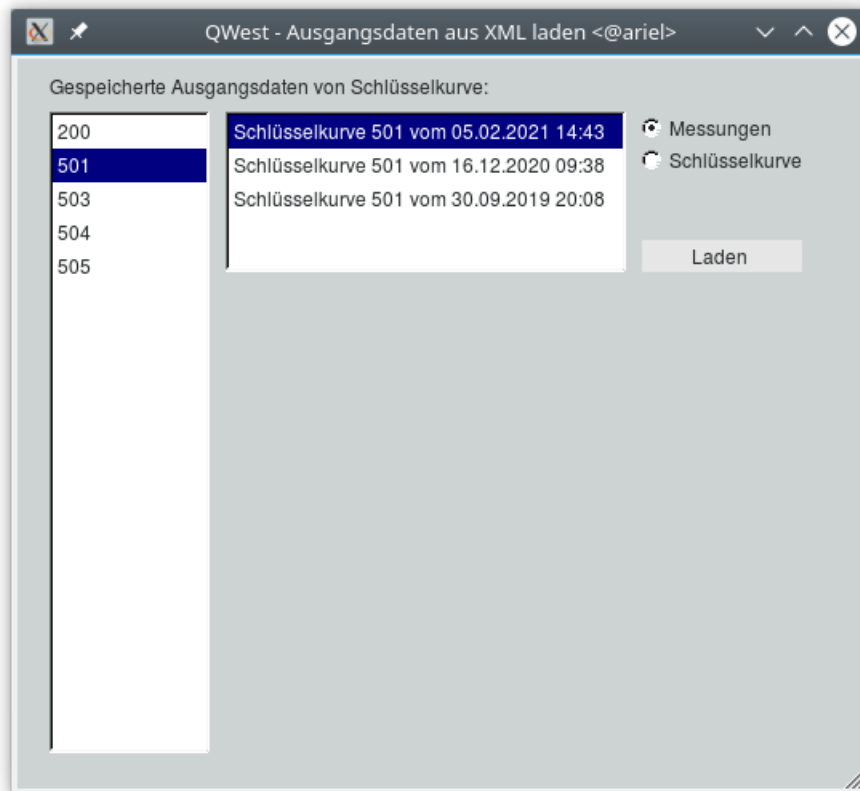 QWest - Ausgangsdaten aus XML laden <@ariel>
Gespeicherte Ausgangsdaten von Schlüsselkurve:
200
501
503
504
505
Schlüsselkurve 501 vom 05.02.2021 14:43
Schlüsselkurve 501 vom 16.12.2020 09:38
Schlüsselkurve 501 vom 30.09.2019 20:08
Messungen
Schlüsselkurve
Laden